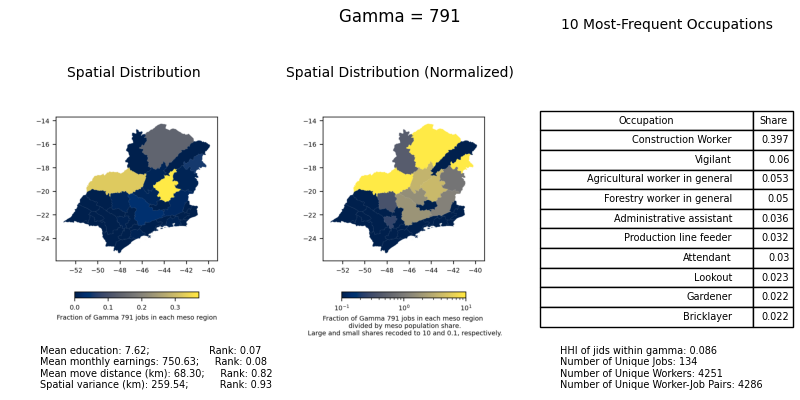 Gamma = 791
10 Most-Frequent Occupations
Spatial Distribution
Spatial Distribution (Normalized)
−14
−16
−18
−20
−22
−24
−52 −50 −48 −46 −44 −42 −40
0.0 0.1 0.2 0.3
Fraction of Gamma 791 jobs in each meso region
−14
−16
−18
−20
−22
−24
−52 −50 −48 −46 −44 −42 −40
10⁻¹ 10⁰ 10¹
Fraction of Gamma 791 jobs in each meso region
divided by meso population share.
Large and small shares recoded to 10 and 0.1, respectively.
Occupation Share
Construction Worker 0.397
Vigilant 0.06
Agricultural worker in general 0.053
Forestry worker in general 0.05
Administrative assistant 0.036
Production line feeder 0.032
Attendant 0.03
Lookout 0.023
Gardener 0.022
Bricklayer 0.022
Mean education: 7.62; Rank: 0.07
Mean monthly earnings: 750.63; Rank: 0.08
Mean move distance (km): 68.30; Rank: 0.82
Spatial variance (km): 259.54; Rank: 0.93
HHI of jids within gamma: 0.086
Number of Unique Jobs: 134
Number of Unique Workers: 4251
Number of Unique Worker-Job Pairs: 4286